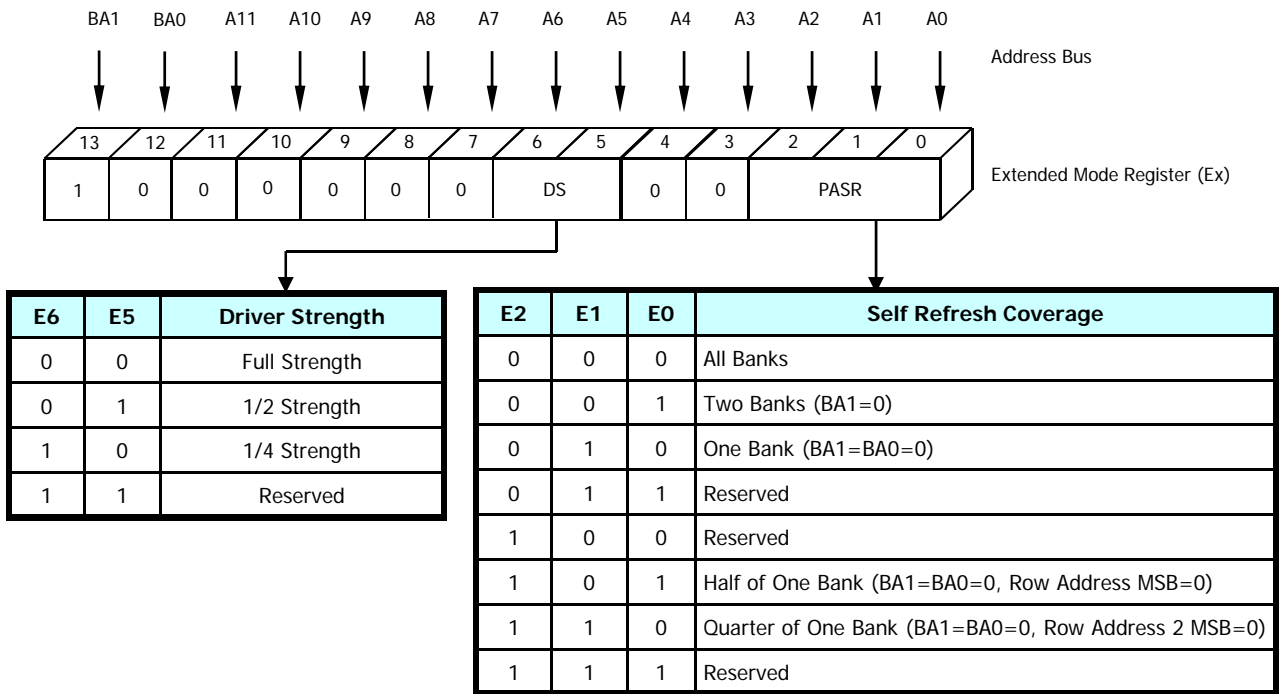 BA1 BA0 A11 A10 A9 A8 A7 A6 A5 A4 A3 A2 A1 A0
Address Bus
13 12 11 10 9 8 7 6 5 4 3 2 1 0
1 0 0 0 0 0 0 DS 0 0 PASR
Extended Mode Register (Ex)
E6 E5 Driver Strength
0 0 Full Strength
0 1 1/2 Strength
1 0 1/4 Strength
1 1 Reserved
E2 E1 E0 Self Refresh Coverage
0 0 0 All Banks
0 0 1 Two Banks (BA1=0)
0 1 0 One Bank (BA1=BA0=0)
0 1 1 Reserved
1 0 0 Reserved
1 0 1 Half of One Bank (BA1=BA0=0, Row Address MSB=0)
1 1 0 Quarter of One Bank (BA1=BA0=0, Row Address 2 MSB=0)
1 1 1 Reserved